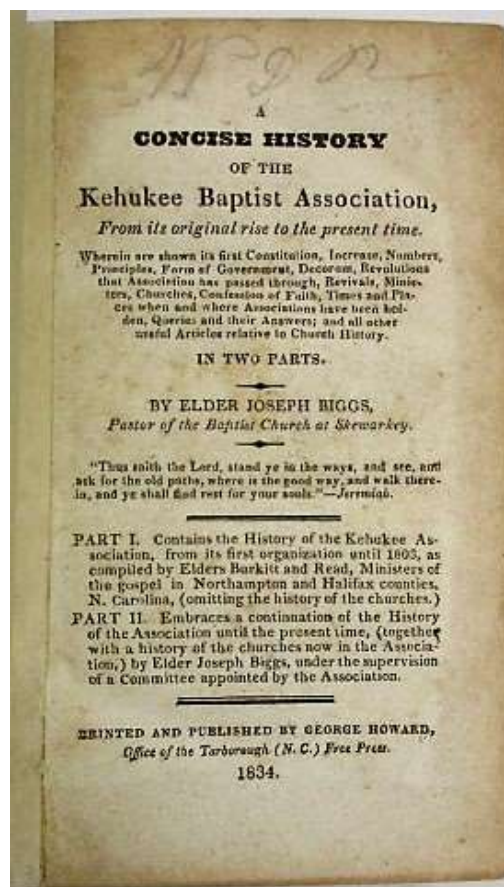 A
CONCISE HISTORY
OF THE
Kehukee Baptist Association,
From its original rise to the present time.
Wherein are shown its first Constitution, Increase, Numbers,
Principles, Form of Government, Decorum, Revolutions
that Association has passed through, Revivals, Minis-
ters, Churches, Confession of Faith, Times and Pla-
ces when and where Associations have been hol-
den, Queries and their Answers; and all other
useful Articles relative to Church History.
IN TWO PARTS.
BY ELDER JOSEPH BIGGS,
Pastor of the Baptist Church at Skewarkey.
"Thus saith the Lord, stand ye in the ways, and see, and
ask for the old paths, where is the good way, and walk there-
in, and ye shall find rest for your souls."—Jeremiah.
PART I. Contains the History of the Kehukee As-
sociation, from its first organization until 1803, as
compiled by Elders Burkitt and Read, Ministers of
the gospel in Northampton and Halifax counties,
N. Carolina, (omitting the history of the churches.)
PART II. Embraces a continuation of the History
of the Association until the present time, (together
with a history of the churches now in the Associa-
tion,) by Elder Joseph Biggs, under the supervision
of a Committee appointed by the Association.
PRINTED AND PUBLISHED BY GEORGE HOWARD,
Office of the Tarborough (N. C.) Free Press.
1834.